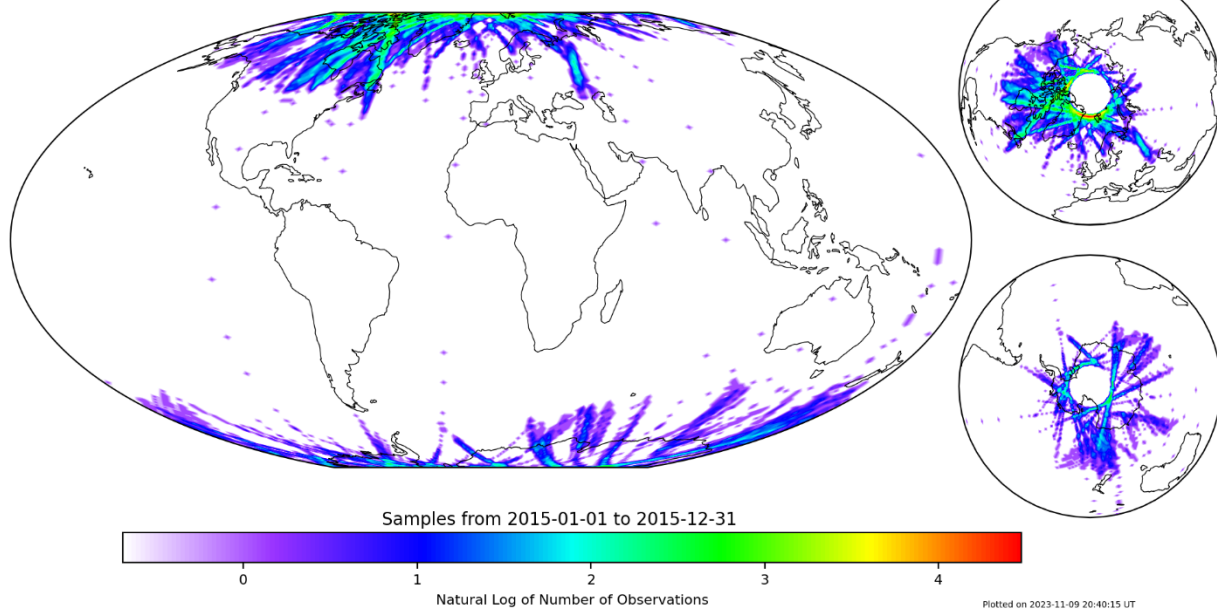 Samples from 2015-01-01 to 2015-12-31
0 1 2 3 4
Natural Log of Number of Observations
Plotted on 2023-11-09 20:40:15 UT